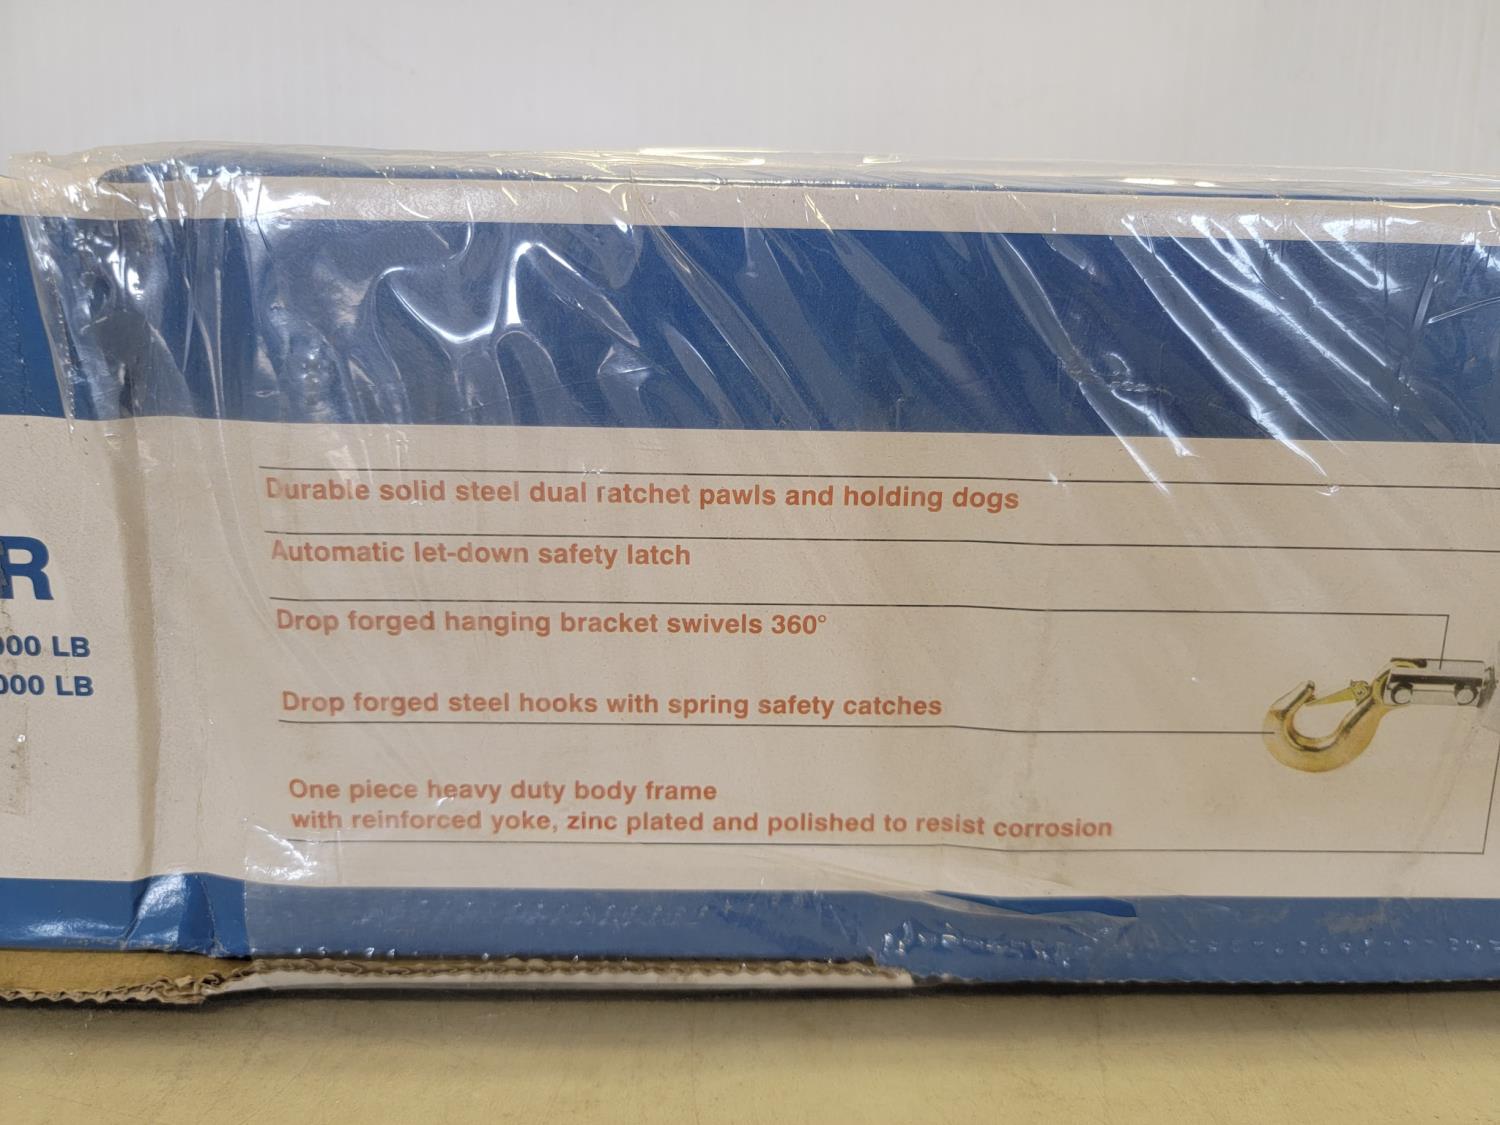 R
000 LB
000 LB
Durable solid steel dual ratchet pawls and holding dogs
Automatic let-down safety latch
Drop forged hanging bracket swivels 360°
Drop forged steel hooks with spring safety catches
One piece heavy duty body frame
with reinforced yoke, zinc plated and polished to resist corrosion